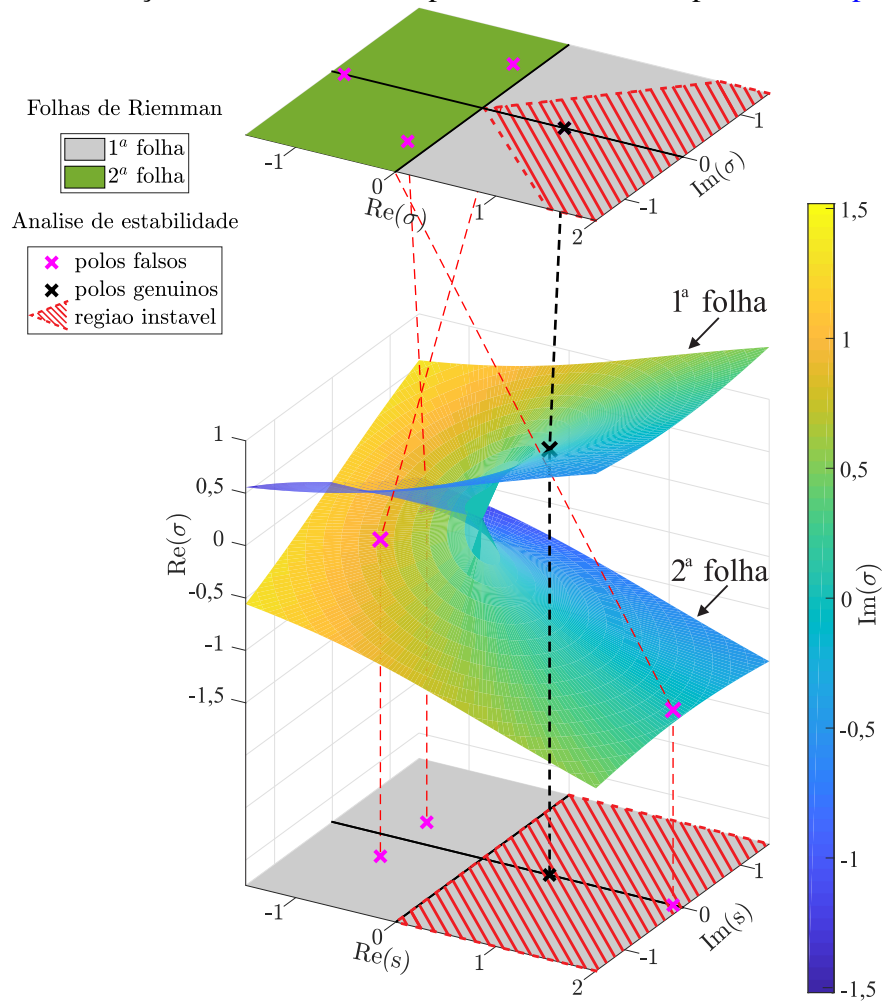 Folhas de Riemman
1ª folha
2ª folha
Analise de estabilidade
polos falsos
polos genuinos
regiao instavel
-1
0
1
2
Re(σ)
-1
0
1
Im(σ)
1ª folha
2ª folha
1
0,5
0
-0,5
-1
-1,5
Re(σ)
-1
0
1
2
Re(s)
-1
0
1
Im(s)
1,5
1
0,5
0
-0,5
-1
-1,5
Im(σ)